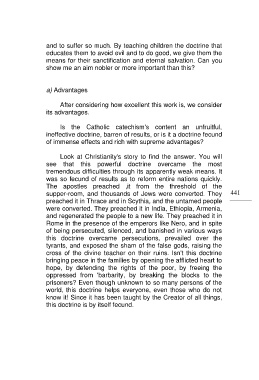 and to suffer so much. By teaching children the doctrine that
educates them to avoid evil and to do good, we give them the
means for their sanctification and eternal salvation. Can you
show me an aim nobler or more important than this?
a) Advantages
After considering how excellent this work is, we consider
its advantages.
Is the Catholic catechism's content an unfruitful,
ineffective doctrine, barren of results, or is it a doctrine fecund
of immense effects and rich with supreme advantages?
Look at Christianity's story to find the answer. You will
see that this powerful doctrine overcame the most
tremendous difficulties through its apparently weak means. It
was so fecund of results as to reform entire nations quickly.
The apostles preached it from the threshold of the
supper-room, and thousands of Jews were converted. They
preached it in Thrace and in Scythia, and the untamed people
were converted. They preached it in India, Ethiopia, Armenia,
and regenerated the people to a new life. They preached it in
Rome in the presence of the emperors like Nero, and in spite
of being persecuted, silenced, and banished in various ways
this doctrine overcame persecutions, prevailed over the
tyrants, and exposed the sham of the false gods, raising the
cross of the divine teacher on their ruins. Isn't this doctrine
bringing peace in the families by opening the afflicted heart to
hope, by defending the rights of the poor, by freeing the
oppressed from 'barbarity, by breaking the blocks to the
prisoners? Even though unknown to so many persons of the
world, this doctrine helps everyone, even those who do not
know it! Since it has been taught by the Creator of all things,
this doctrine is by itself fecund.
441